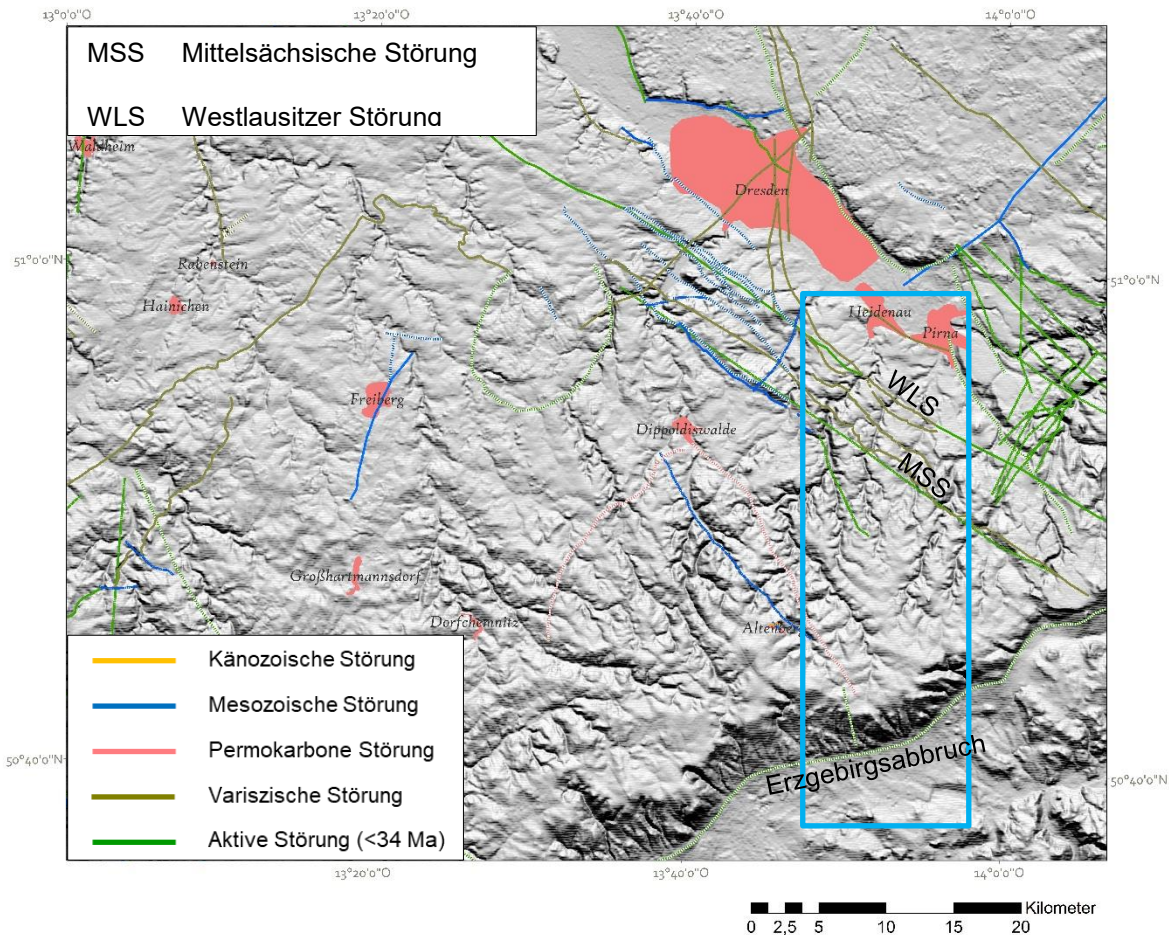 13°0'0"O 13°20'0"O 13°40'0"O 14°0'0"O
MSS Mittelsächsische Störung
WLS Westlausitzer Störung
Waldheim
Dresden
51°0'0"N
Rabenstein
51°0'0"N
Hainichen
Heidenau
Pirna
Freiberg
WLS
Dippoldiswalde
MSS
Großhartmannsdorf
Dorfchemnitz
Altenber
Känozoische Störung
Mesozoische Störung
Permokarbone Störung
Variszische Störung
Aktive Störung (<34 Ma)
Erzgebirgsabbruch
50°40'0"N
50°40'0"N
13°20'0"O 13°40'0"O 14°0'0"O
Kilometer
0 2,5 5 10 15 20